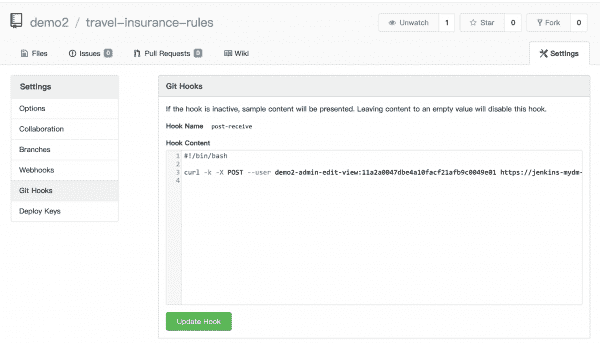 demo2 / travel-insurance-rules
Unwatch 1 Star 0 Fork 0
Files Issues 0 Pull Requests 0 Wiki Settings
Settings
Options
Collaboration
Branches
Webhooks
Git Hooks
Deploy Keys
Git Hooks
If the hook is inactive, sample content will be presented. Leaving content to an empty value will disable this hook.
Hook Name post-receive
Hook Content
1 #!/bin/bash
2
3 curl -k -X POST --user demo2-admin-edit-view:11a2a0047dbe4a10facf21afb9c0049e01 https://jenkins-mydm-
4
Update Hook